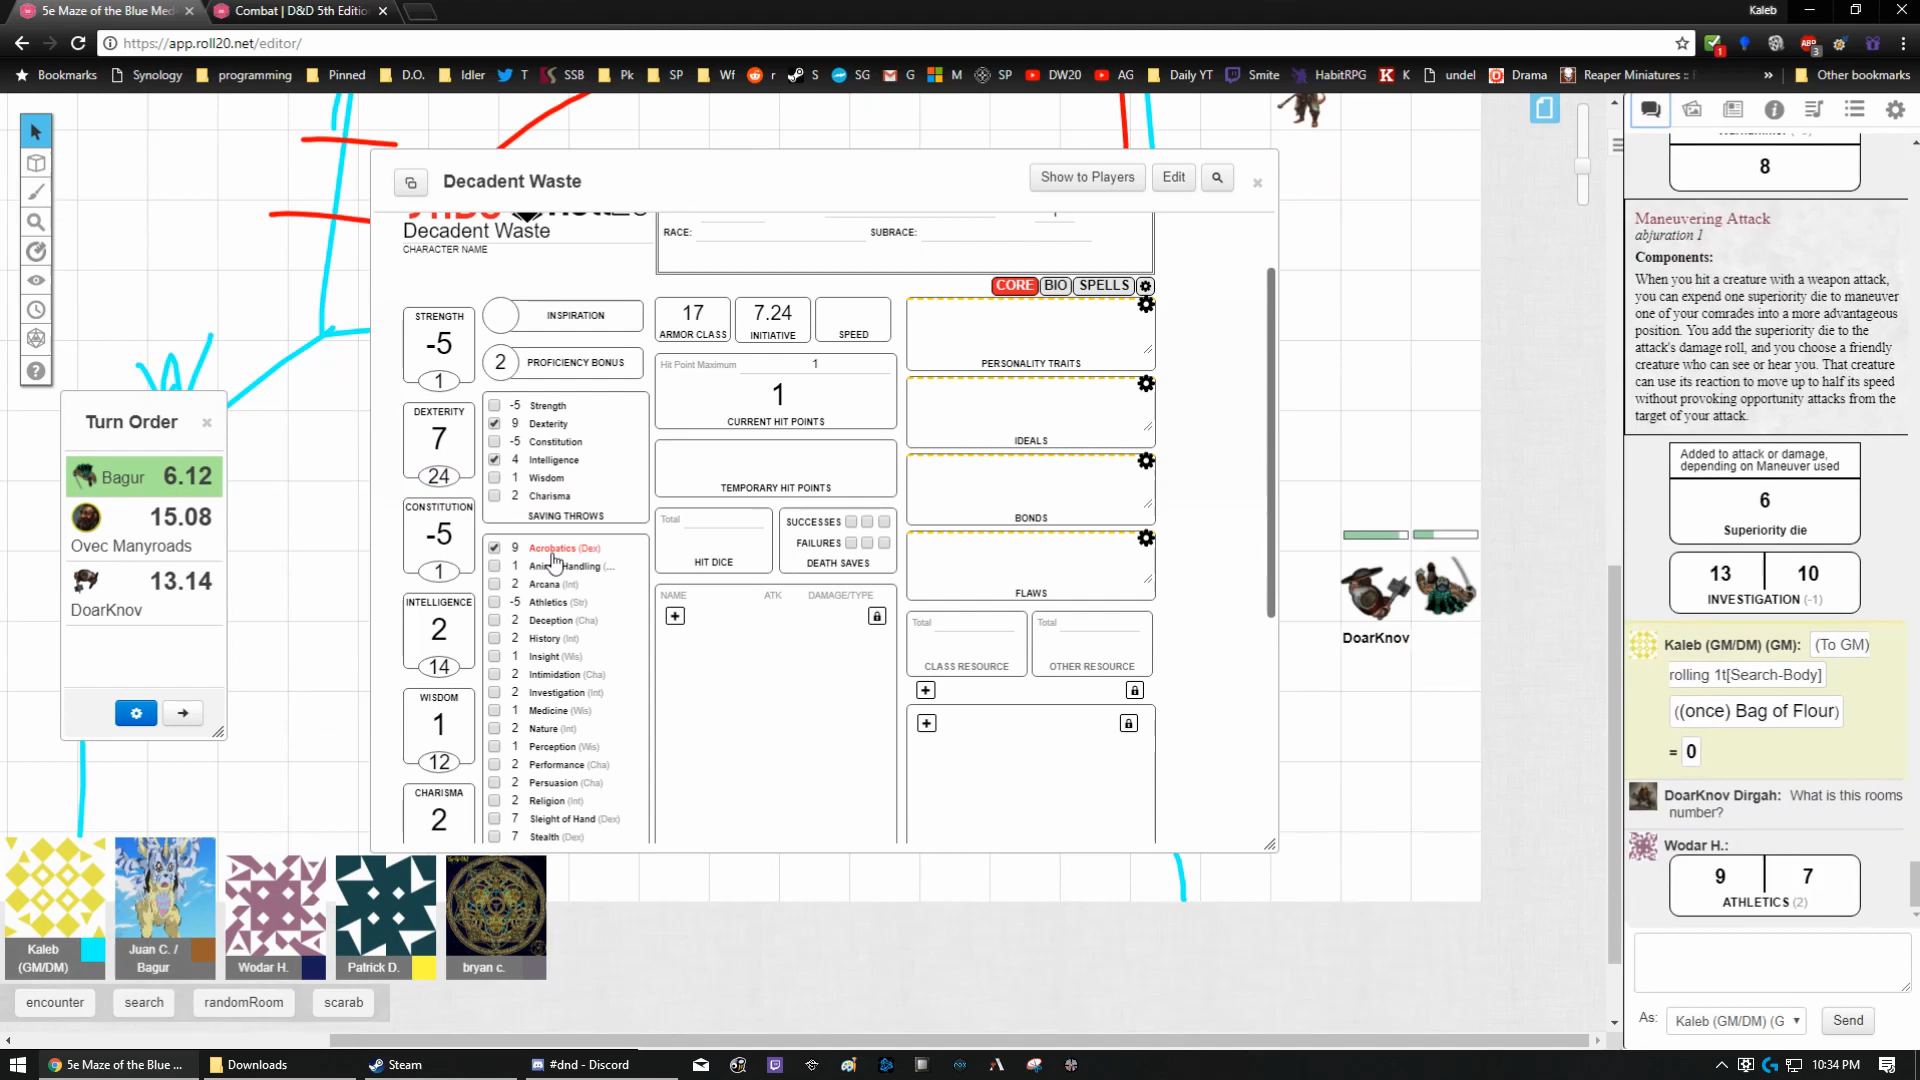 5e Maze of the Blue Med
Combat | D&D 5th Editio
Kaleb
https://app.roll20.net/editor/
Bookmarks
Synology
programming
Pinned
D.O.
Idler
T
SSB
Pk
SP
Wf
r
S
SG
G
M
SP
DW20
AG
Daily YT
Smite
HabitRPG
K
undel
Drama
Reaper Miniatures ::
Other bookmarks
Decadent Waste
Show to Players
Edit
Decadent Waste
CHARACTER NAME
RACE:
SUBRACE:
CORE
BIO
SPELLS
STRENGTH
-5
1
DEXTERITY
7
24
CONSTITUTION
-5
1
INTELLIGENCE
2
14
WISDOM
1
12
CHARISMA
2
INSPIRATION
2 PROFICIENCY BONUS
-5 Strength
9 Dexterity
-5 Constitution
4 Intelligence
1 Wisdom
2 Charisma
SAVING THROWS
9 Acrobatics (Dex)
1 Animal Handling (...
2 Arcana (Int)
-5 Athletics (Str)
2 Deception (Cha)
2 History (Int)
1 Insight (Wis)
2 Intimidation (Cha)
2 Investigation (Int)
1 Medicine (Wis)
2 Nature (Int)
1 Perception (Wis)
2 Performance (Cha)
2 Persuasion (Cha)
2 Religion (Int)
7 Sleight of Hand (Dex)
7 Stealth (Dex)
17
ARMOR CLASS
7.24
INITIATIVE
SPEED
Hit Point Maximum 1
1
CURRENT HIT POINTS
TEMPORARY HIT POINTS
Total
HIT DICE
SUCCESSES
FAILURES
DEATH SAVES
NAME ATK DAMAGE/TYPE
PERSONALITY TRAITS
IDEALS
BONDS
FLAWS
Total
CLASS RESOURCE
Total
OTHER RESOURCE
Turn Order
Bagur 6.12
15.08
Ovec Manyroads
13.14
DoarKnov
DoarKnov
Kaleb
(GM/DM)
Juan C. /
Bagur
Wodar H.
Patrick D.
bryan c.
encounter
search
randomRoom
scarab
8
Maneuvering Attack
abjuration 1
Components:
When you hit a creature with a weapon attack,
you can expend one superiority die to maneuver
one of your comrades into a more advantageous
position. You add the superiority die to the
attack's damage roll, and you choose a friendly
creature who can see or hear you. That creature
can use its reaction to move up to half its speed
without provoking opportunity attacks from the
target of your attack.
Added to attack or damage,
depending on Maneuver used
6
Superiority die
13 10
INVESTIGATION (-1)
Kaleb (GM/DM) (GM): (To GM)
rolling 1t[Search-Body]
((once) Bag of Flour)
= 0
DoarKnov Dirgah: What is this rooms
number?
Wodar H.:
9 7
ATHLETICS (2)
As:
Kaleb (GM/DM) (G
Send
5e Maze of the Blue ...
Downloads
Steam
#dnd - Discord
10:34 PM